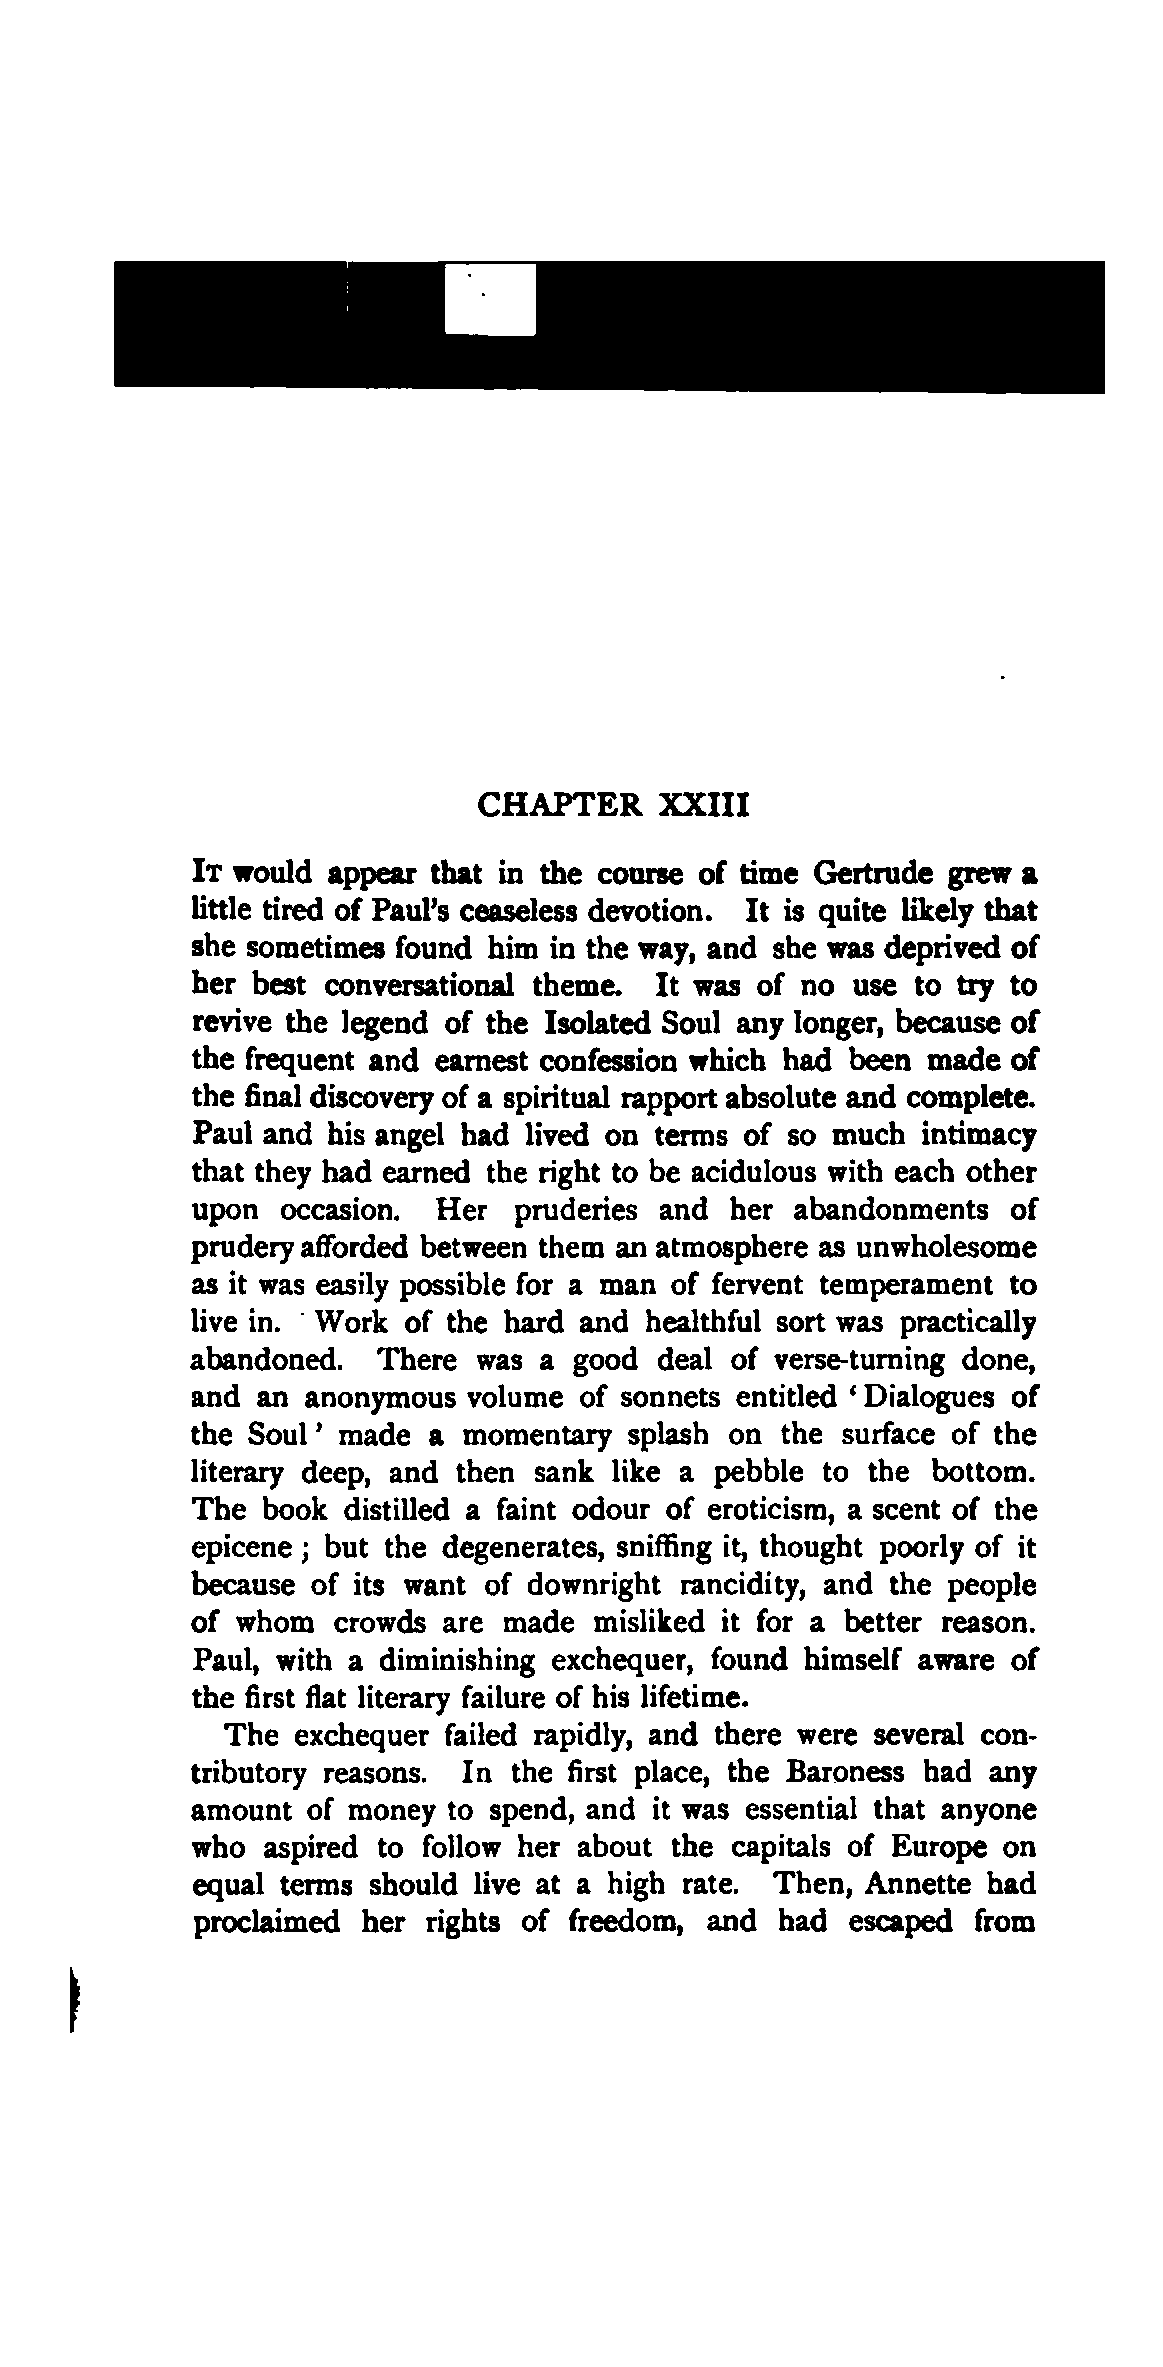 CHAPTER XXIII
IT would appear that in the course of time Gertrude grew a
little tired of Paul's ceaseless devotion. It is quite likely that
she sometimes found him in the way, and she was deprived of
her best conversational theme. It was of no use to try to
revive the legend of the Isolated Soul any longer, because of
the frequent and earnest confession which had been made of
the final discovery of a spiritual rapport absolute and complete.
Paul and his angel had lived on terms of so much intimacy
that they had earned the right to be acidulous with each other
upon occasion. Her pruderies and her abandonments of
prudery afforded between them an atmosphere as unwholesome
as it was easily possible for a man of fervent temperament to
live in. Work of the hard and healthful sort was practically
abandoned. There was a good deal of verse-turning done,
and an anonymous volume of sonnets entitled ‘Dialogues of
the Soul’ made a momentary splash on the surface of the
literary deep, and then sank like a pebble to the bottom.
The book distilled a faint odour of eroticism, a scent of the
epicene ; but the degenerates, sniffing it, thought poorly of it
because of its want of downright rancidity, and the people
of whom crowds are made misliked it for a better reason.
Paul, with a diminishing exchequer, found himself aware of
the first flat literary failure of his lifetime.
The exchequer failed rapidly, and there were several con-
tributory reasons. In the first place, the Baroness had any
amount of money to spend, and it was essential that anyone
who aspired to follow her about the capitals of Europe on
equal terms should live at a high rate. Then, Annette had
proclaimed her rights of freedom, and had escaped from